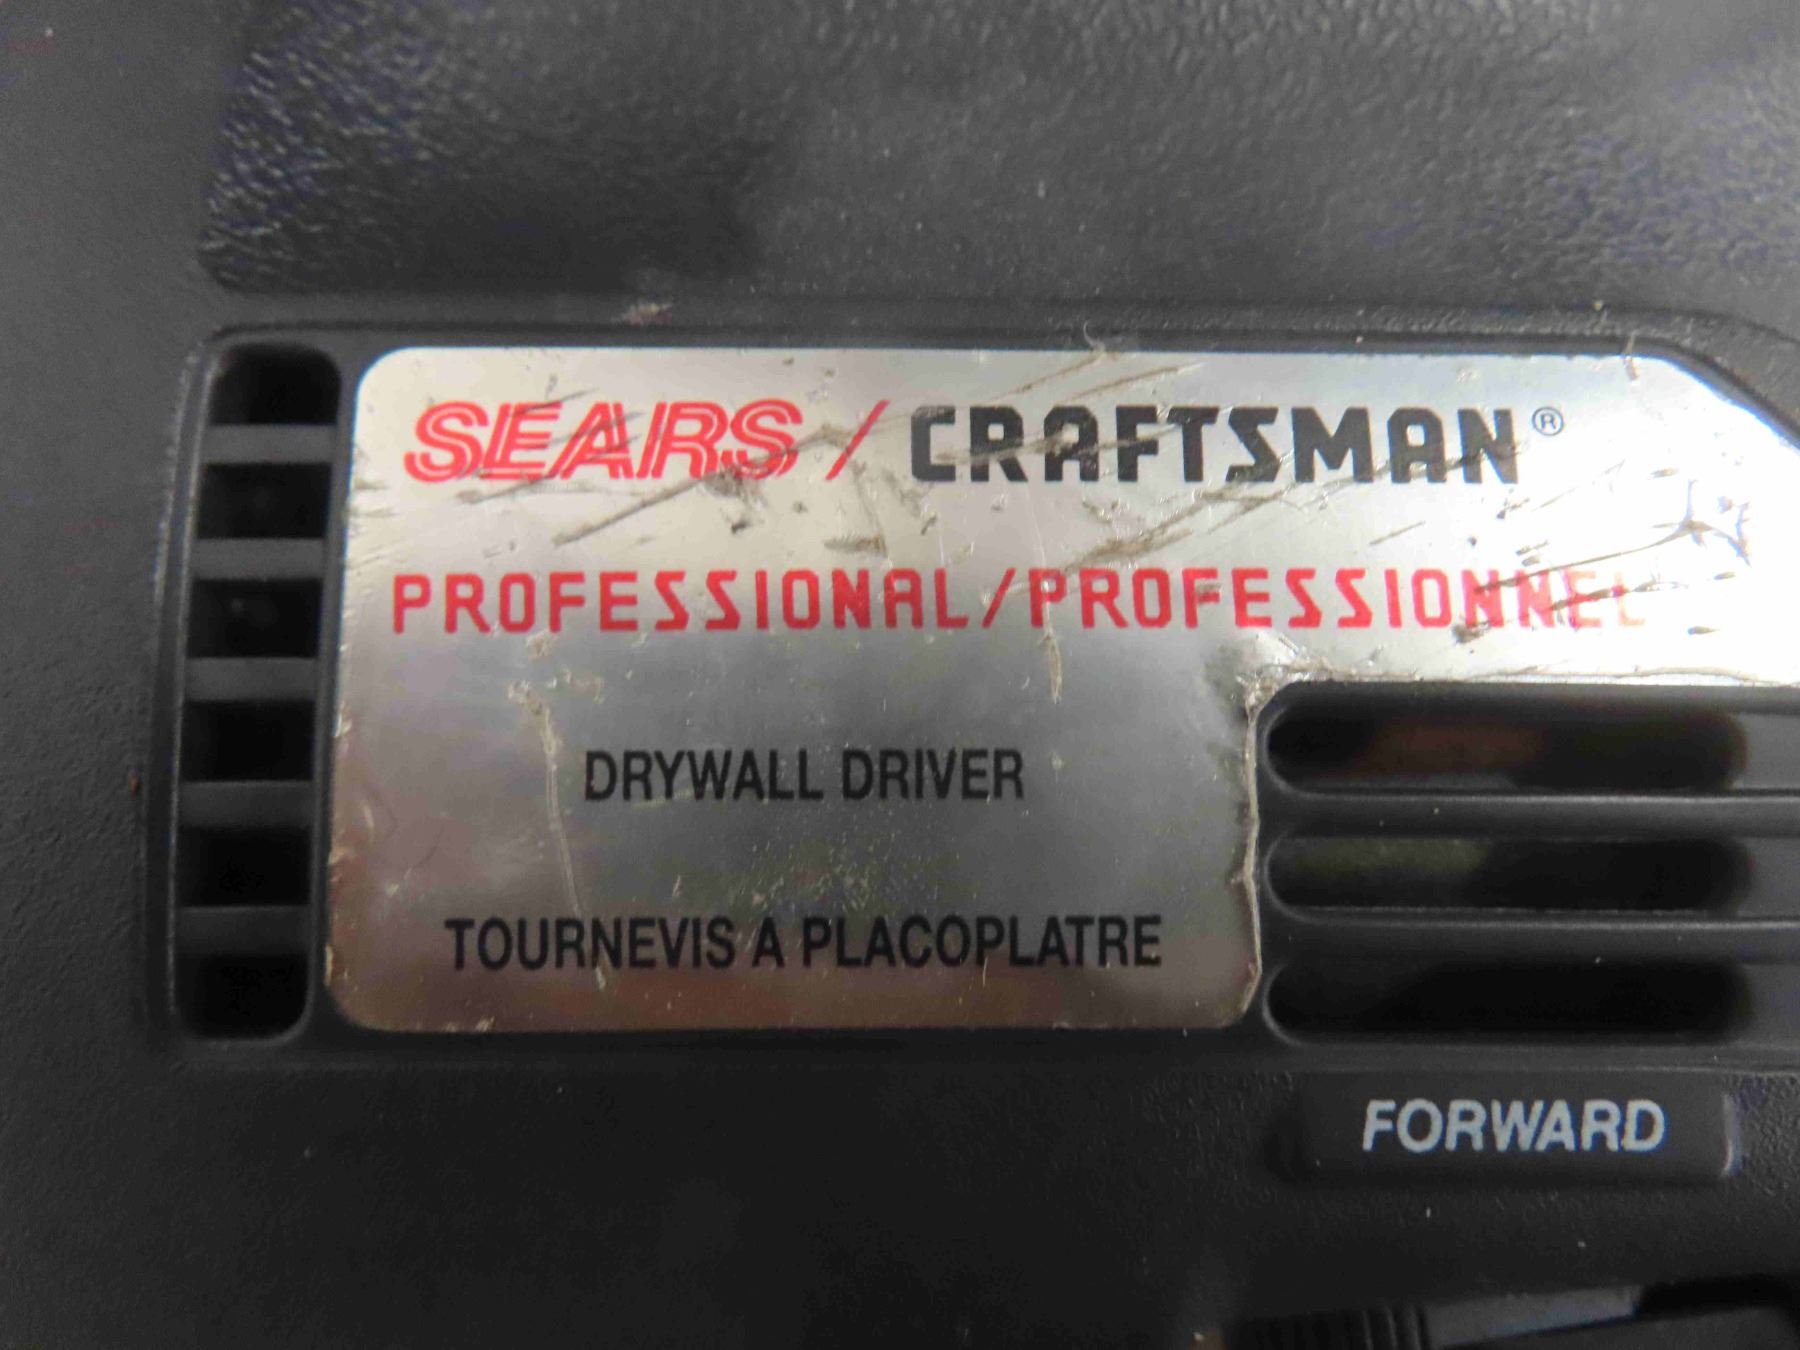 SEARS / CRAFTSMAN®
PROFESSIONAL/PROFESSIONNEL
DRYWALL DRIVER
TOURNEVIS A PLACOPLATRE
FORWARD